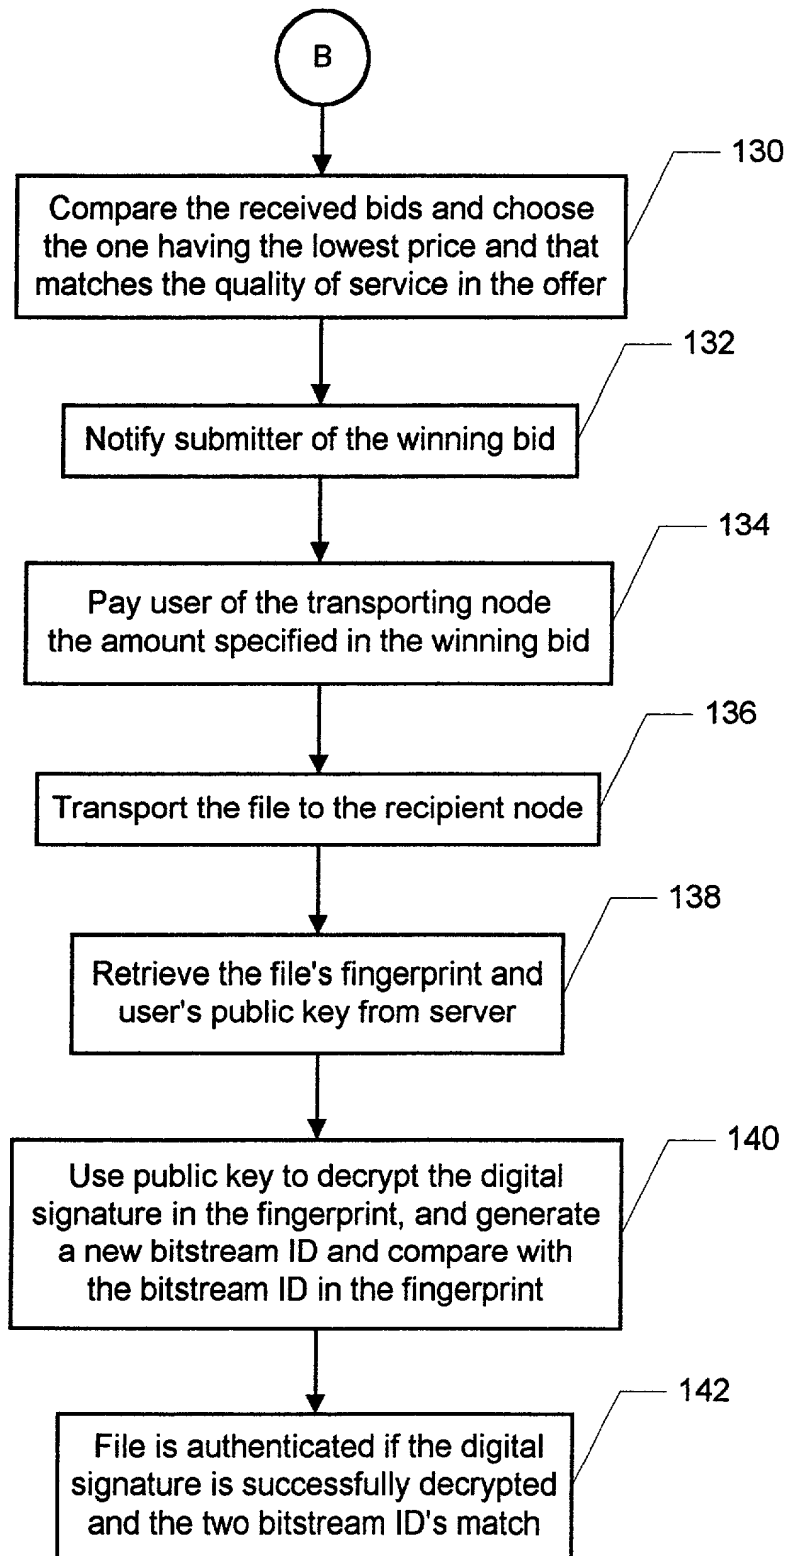 B
130
Compare the received bids and choose
the one having the lowest price and that
matches the quality of service in the offer
132
Notify submitter of the winning bid
134
Pay user of the transporting node
the amount specified in the winning bid
136
Transport the file to the recipient node
138
Retrieve the file's fingerprint and
user's public key from server
140
Use public key to decrypt the digital
signature in the fingerprint, and generate
a new bitstream ID and compare with
the bitstream ID in the fingerprint
142
File is authenticated if the digital
signature is successfully decrypted
and the two bitstream ID's match